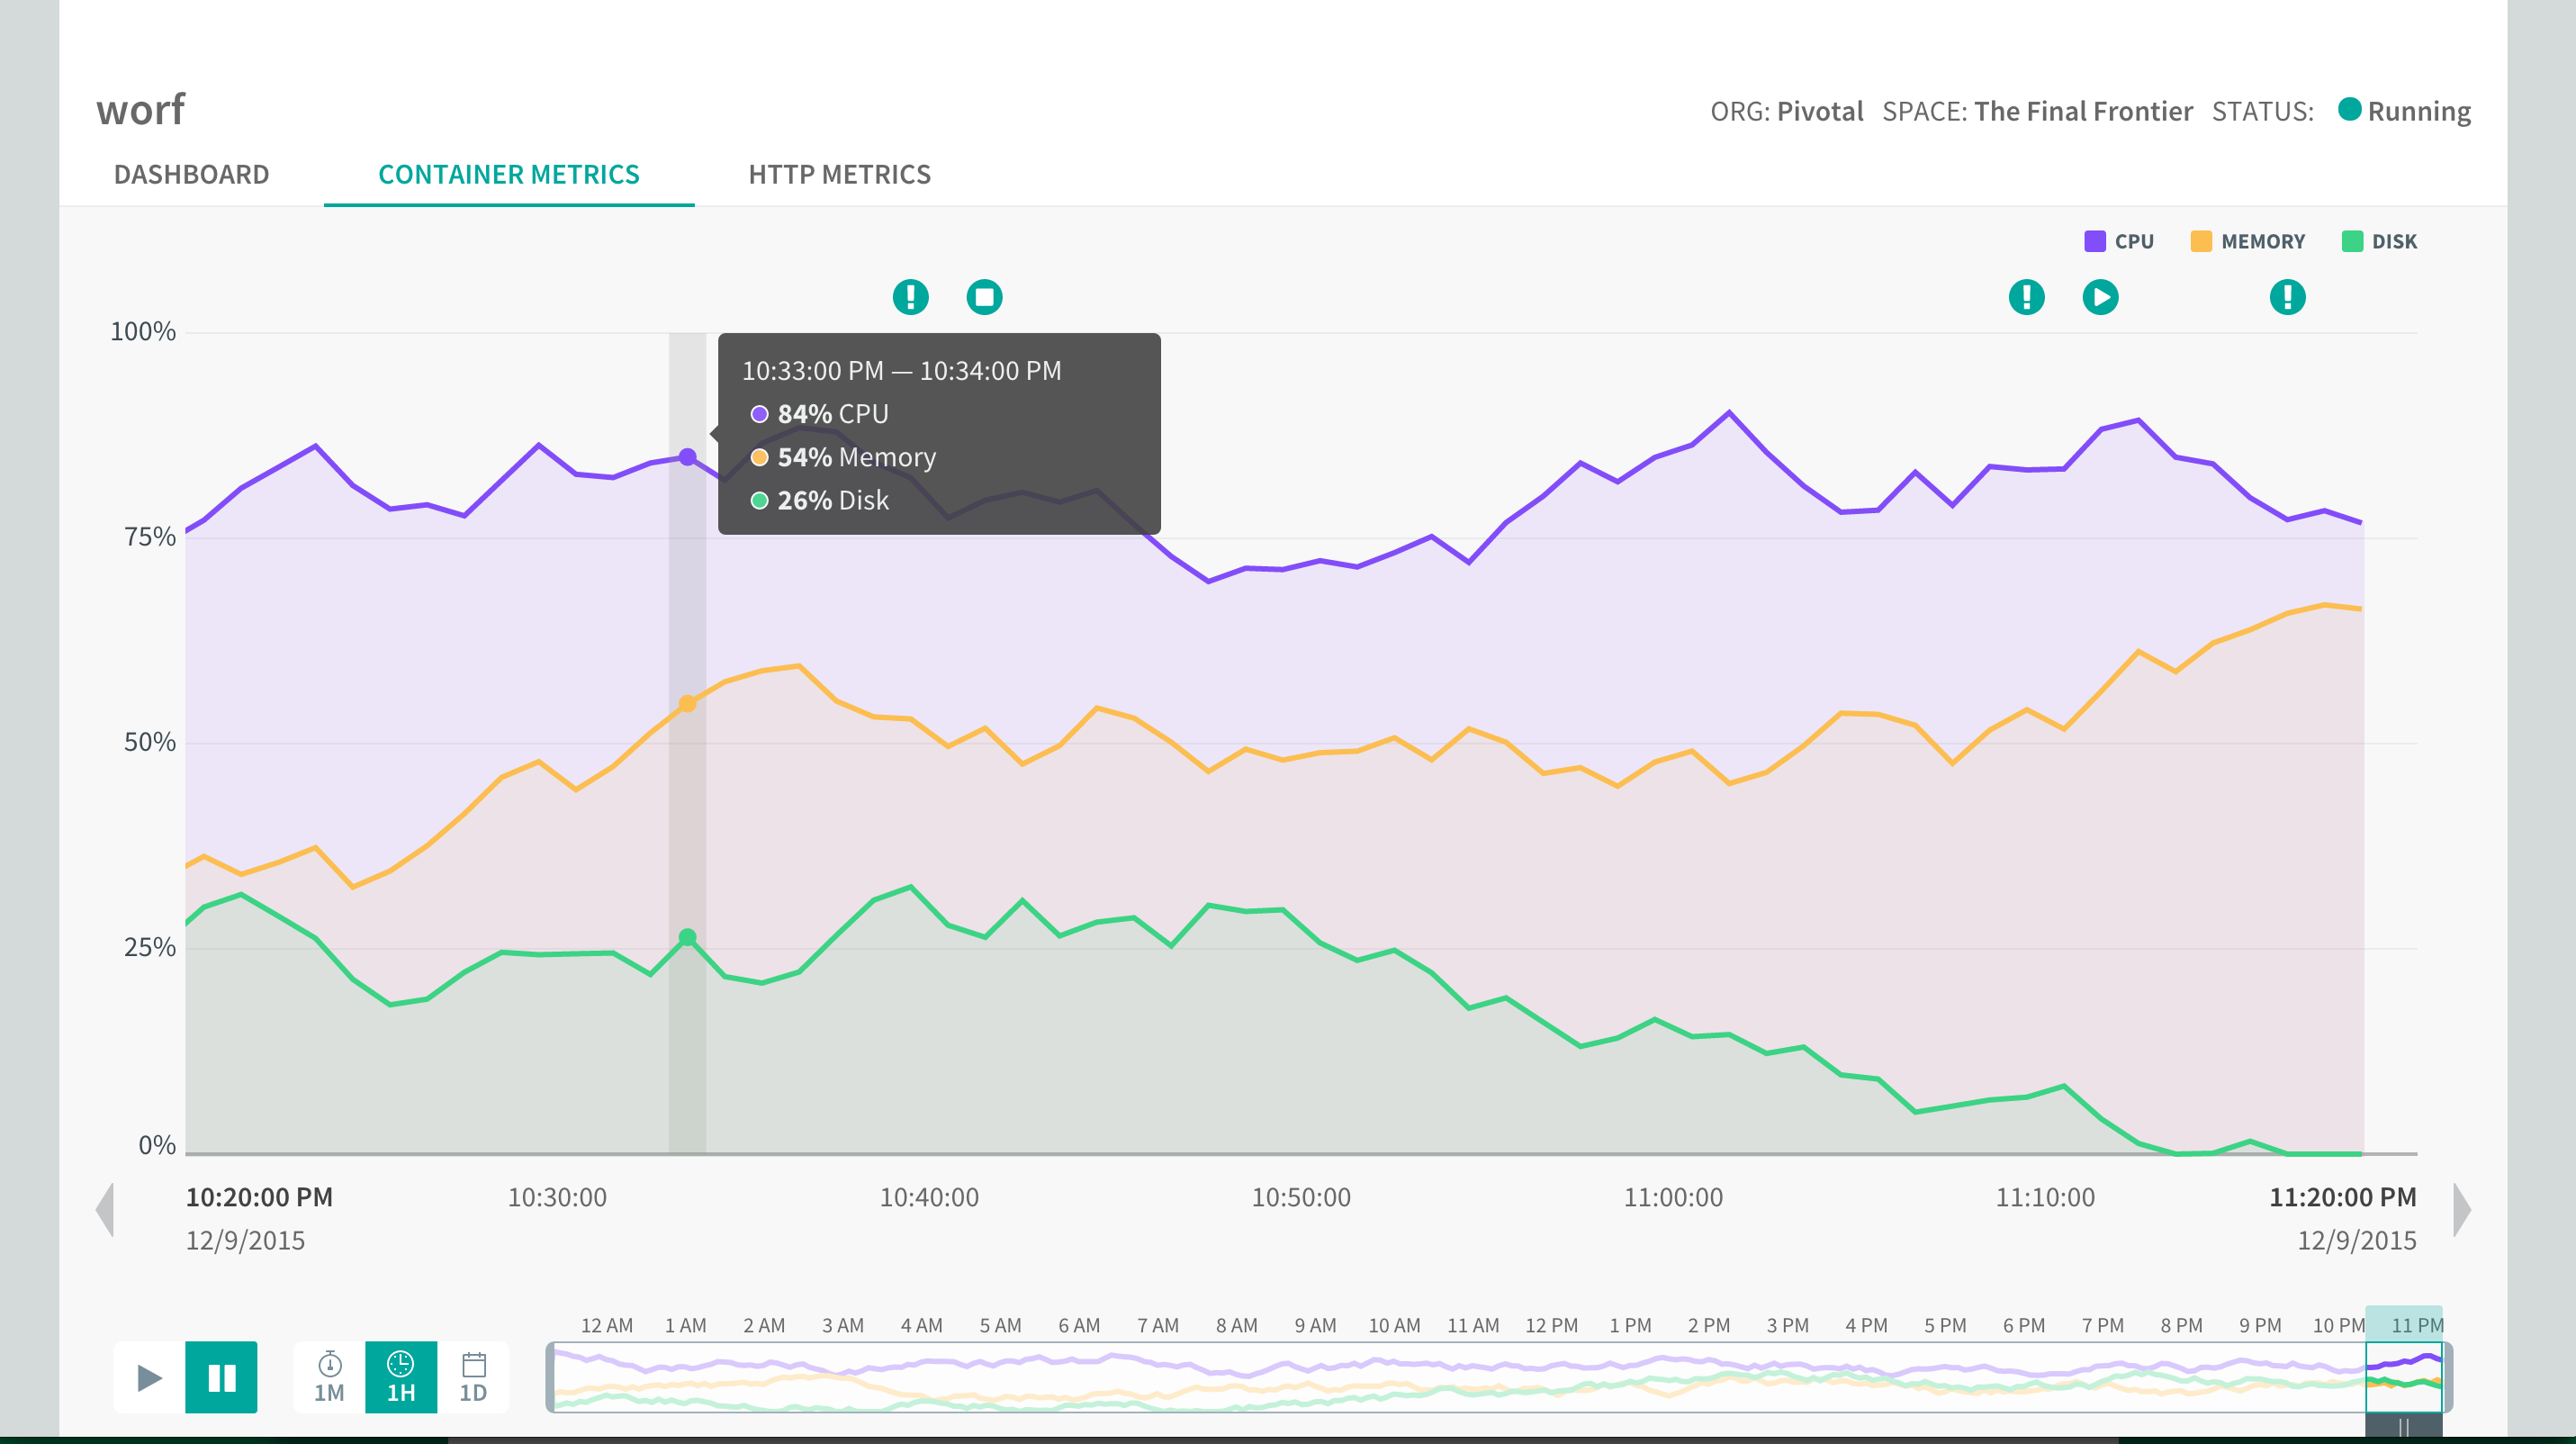 worf
ORG: Pivotal SPACE: The Final Frontier STATUS: Running
DASHBOARD CONTAINER METRICS HTTP METRICS
CPU MEMORY DISK
100%
10:33:00 PM — 10:34:00 PM
84% CPU
54% Memory
26% Disk
75%
50%
25%
0%
10:20:00 PM 10:30:00 10:40:00 10:50:00 11:00:00 11:10:00 11:20:00 PM
12/9/2015 12/9/2015
12 AM 1 AM 2 AM 3 AM 4 AM 5 AM 6 AM 7 AM 8 AM 9 AM 10 AM 11 AM 12 PM 1 PM 2 PM 3 PM 4 PM 5 PM 6 PM 7 PM 8 PM 9 PM 10 PM 11 PM
1M 1H 1D